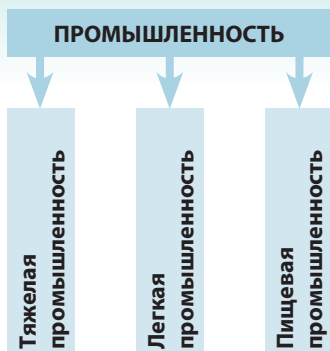 ПРОМЫШЛЕННОСТЬ
Тяжелая
промышленность
Легкая
промышленность
Пищевая
промышленность